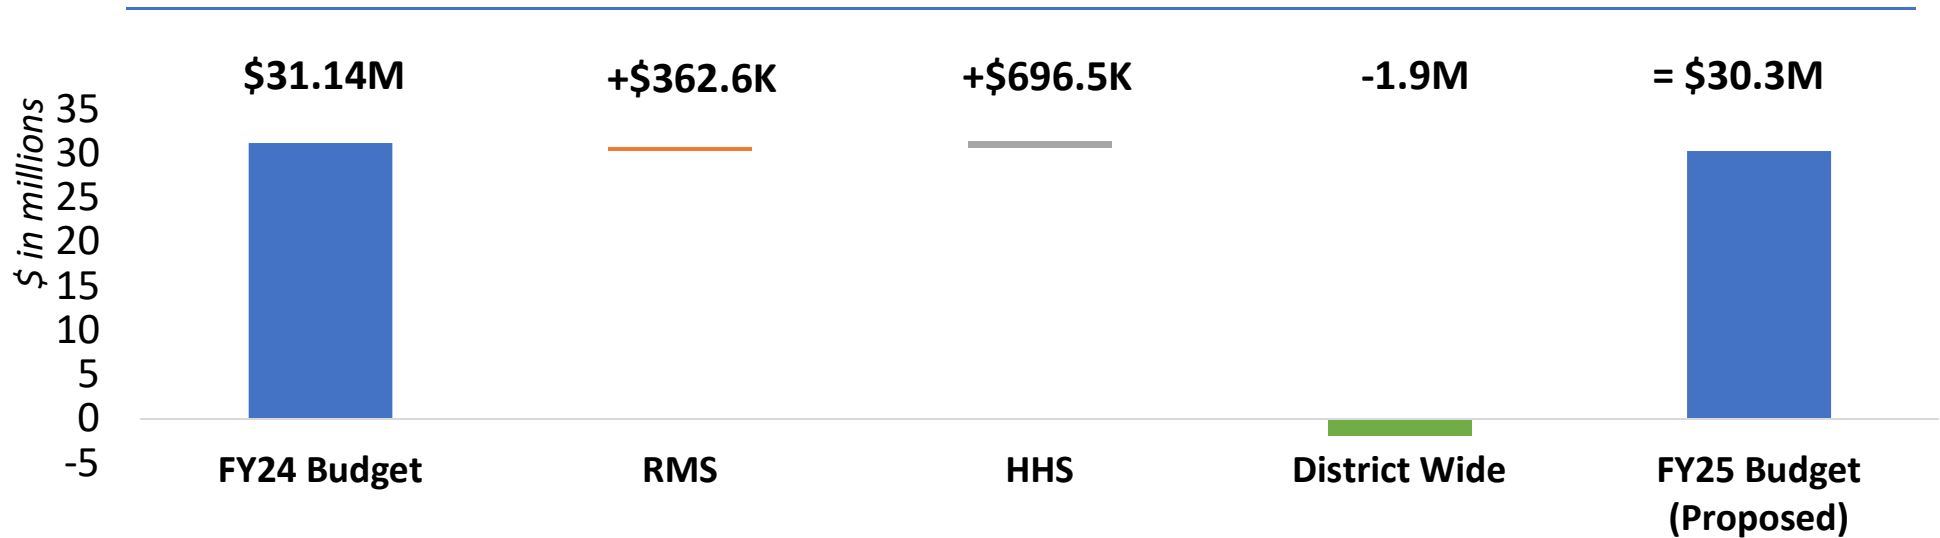 $31.14M +$362.6K +$696.5K -1.9M = $30.3M
$ in millions
35
30
25
20
15
10
5
0
-5
FY24 Budget RMS HHS District Wide FY25 Budget
(Proposed)